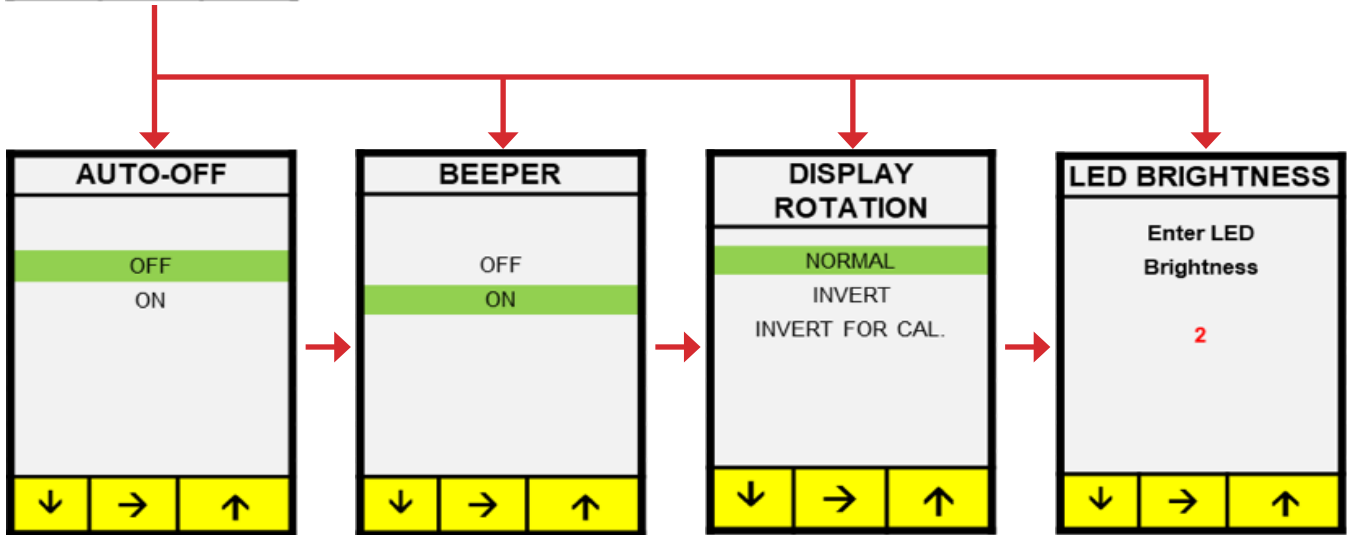 AUTO-OFF
OFF
ON
BEEPER
OFF
ON
DISPLAY
ROTATION
NORMAL
INVERT
INVERT FOR CAL.
LED BRIGHTNESS
Enter LED
Brightness
2